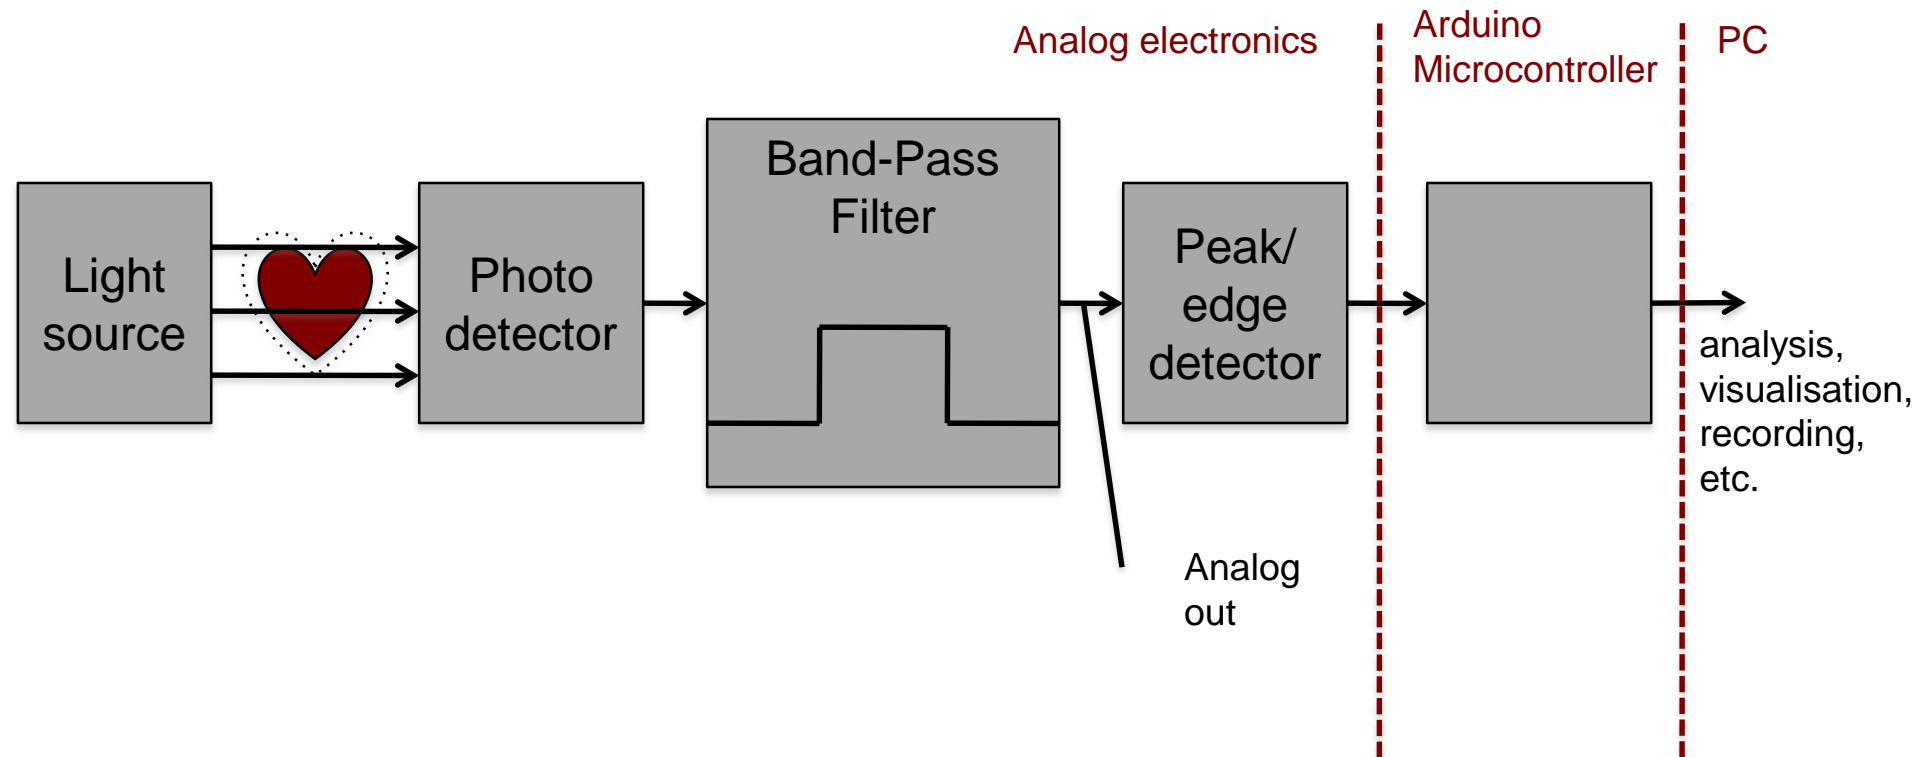 Analog electronics
Arduino
Microcontroller
PC
Light
source
Photo
detector
Band-Pass
Filter
Peak/
edge
detector
analysis,
visualisation,
recording,
etc.
Analog
out